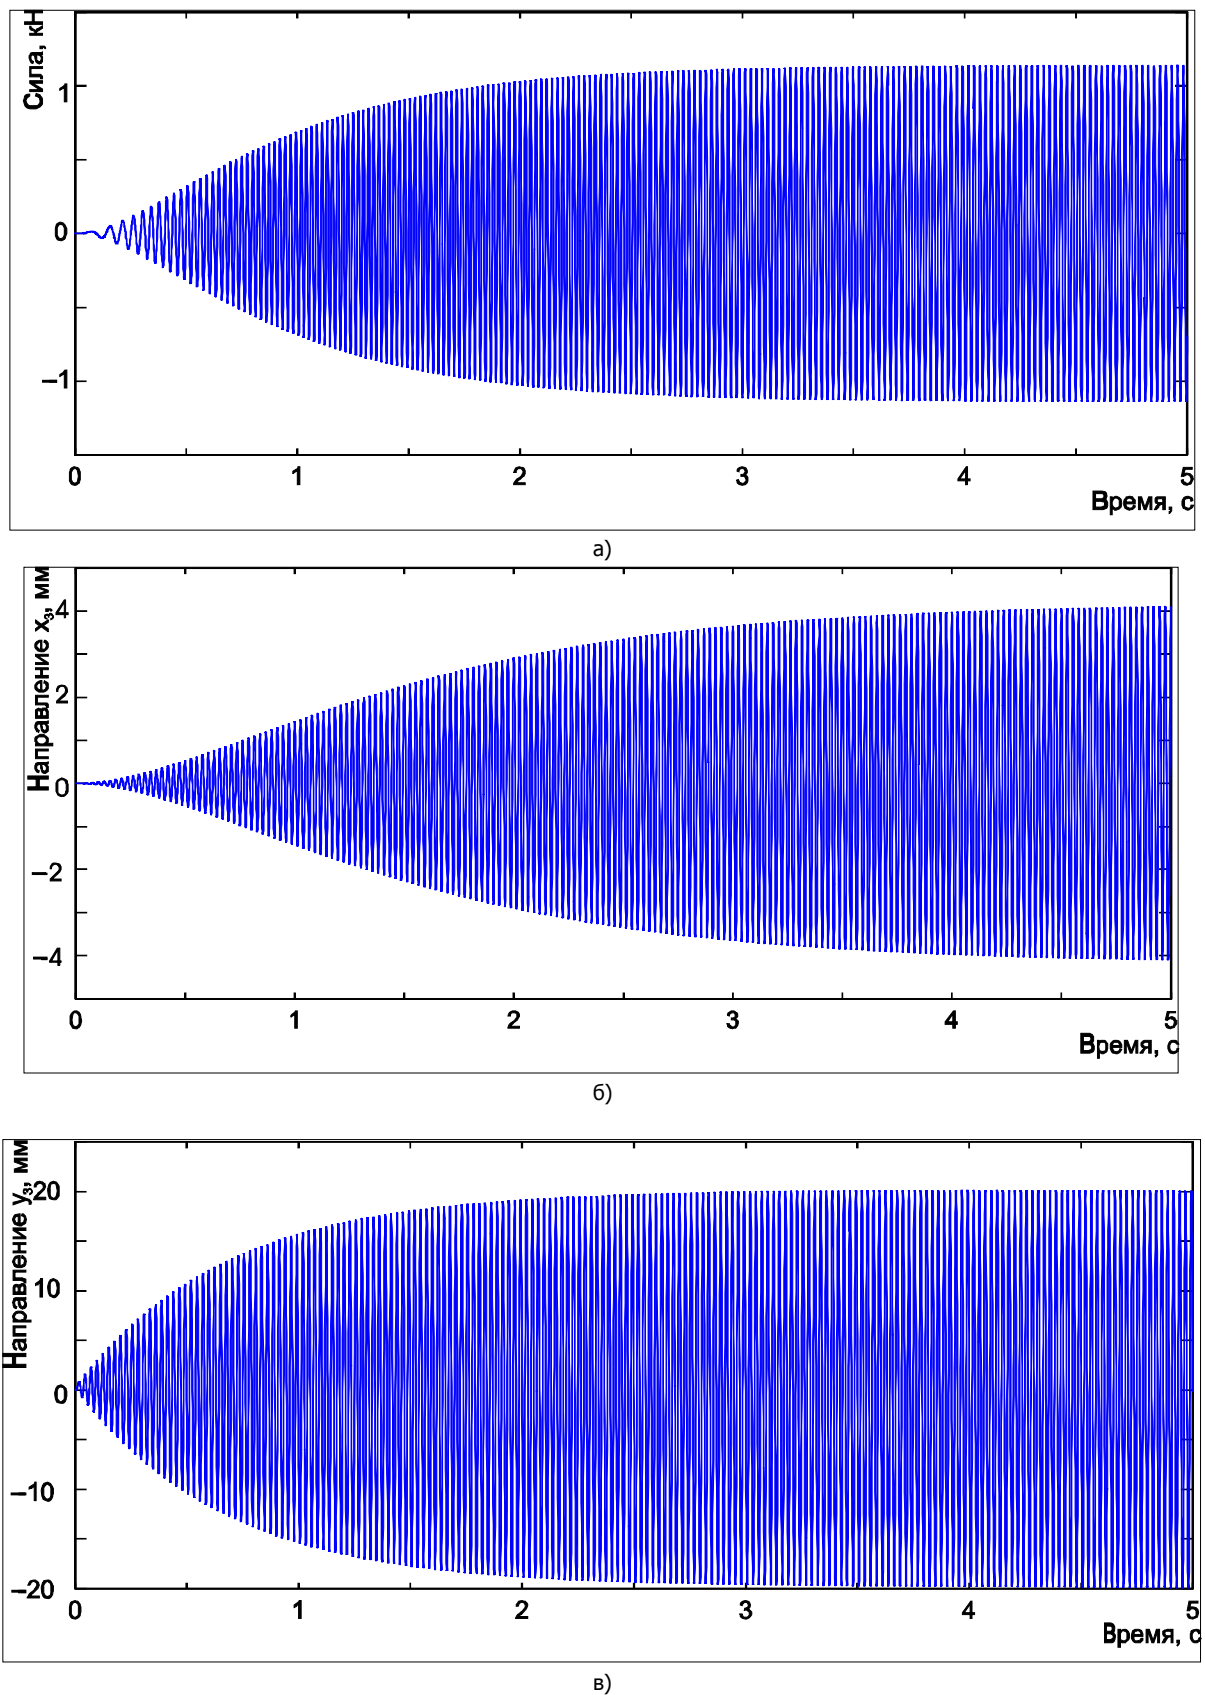 Сила, кН
1
0
−1
0 1 2 3 4 5
Время, с
а)
Направление x₃, мм
4
2
0
−2
−4
0 1 2 3 4 5
Время, с
б)
Направление y₃, мм
20
10
0
−10
−20
0 1 2 3 4 5
Время, с
в)